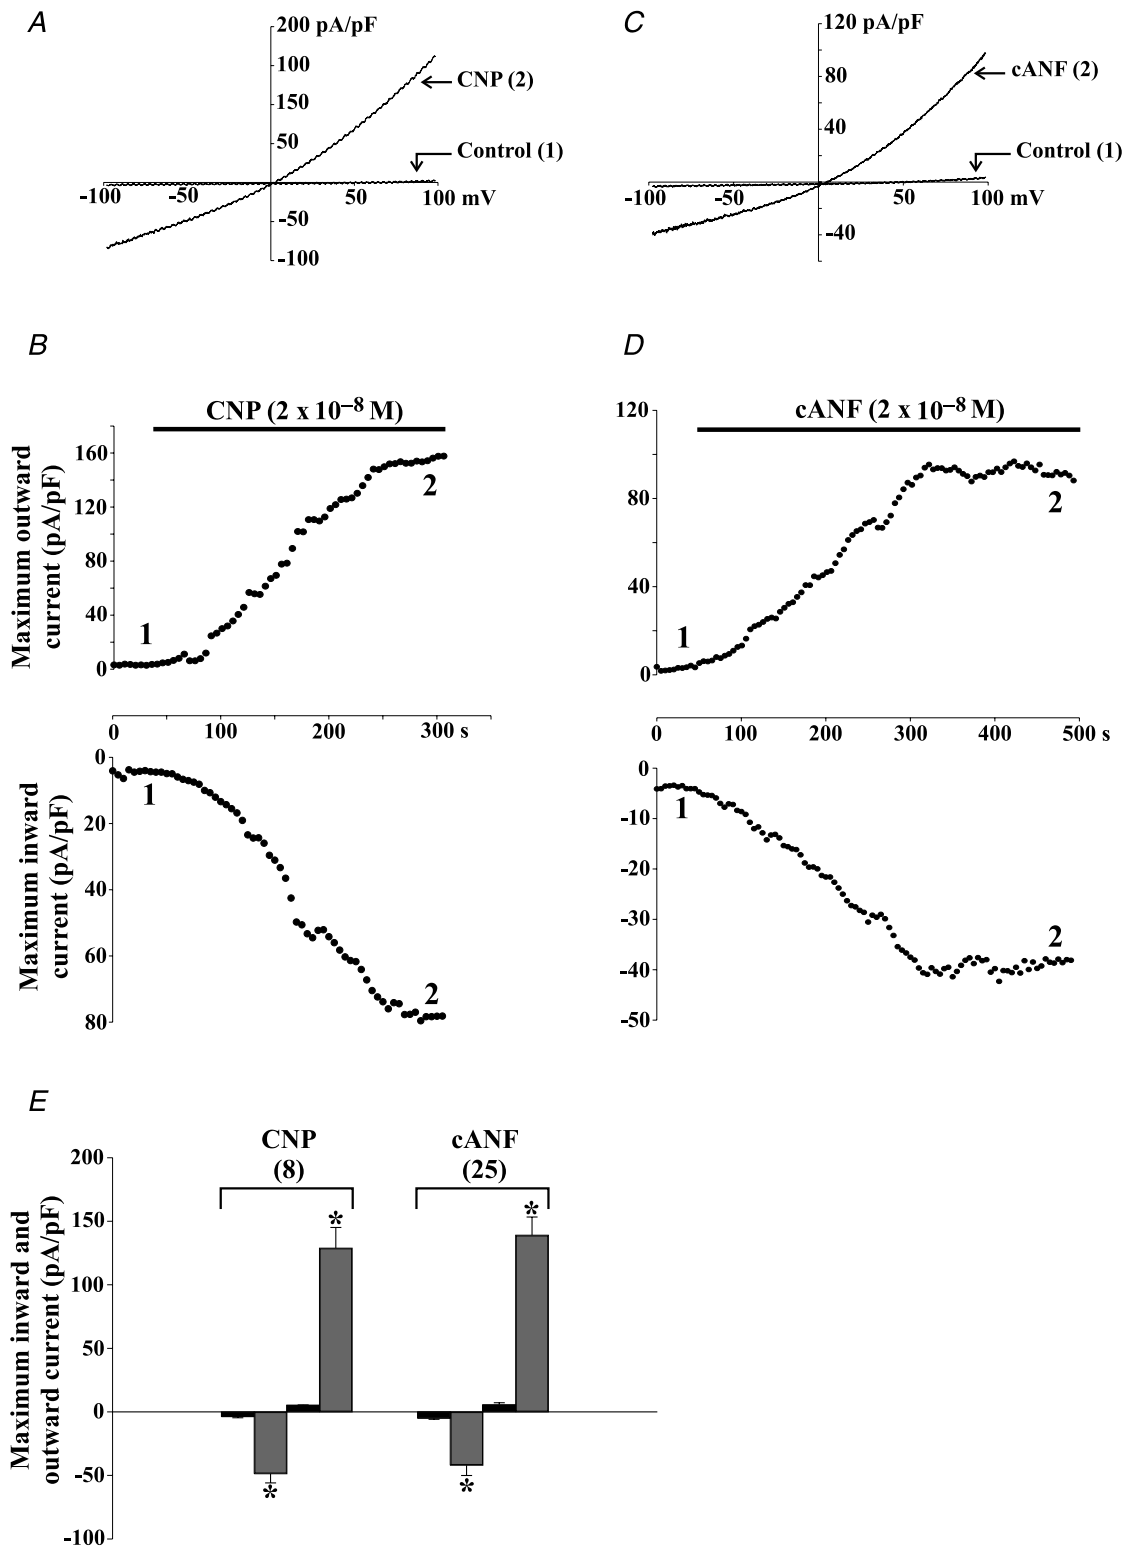 A
200 pA/pF
100
150
50
-50
-100
-100
-50
50
100 mV
CNP (2)
Control (1)
C
120 pA/pF
80
40
-40
-100
-50
50
100 mV
cANF (2)
Control (1)
B
CNP (2 x 10–8 M)
Maximum outward
current (pA/pF)
160
120
80
40
0
1
2
0
100
200
300 s
Maximum inward
current (pA/pF)
0
20
40
60
80
1
2
D
cANF (2 x 10–8 M)
120
80
40
0
1
2
0
100
200
300
400
500 s
0
-10
-20
-30
-40
-50
1
2
E
Maximum inward and
outward current (pA/pF)
200
150
100
50
0
-50
-100
CNP
(8)
cANF
(25)
*
*
*
*